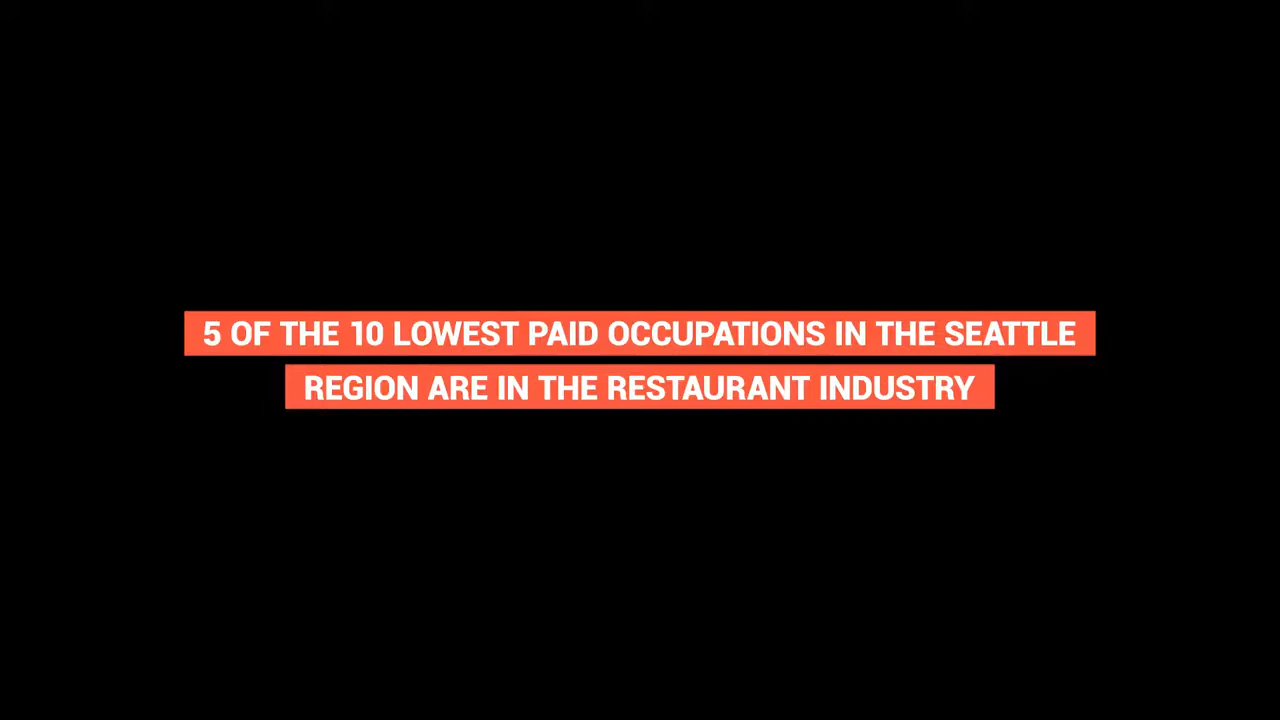 5 OF THE 10 LOWEST PAID OCCUPATIONS IN THE SEATTLE
REGION ARE IN THE RESTAURANT INDUSTRY